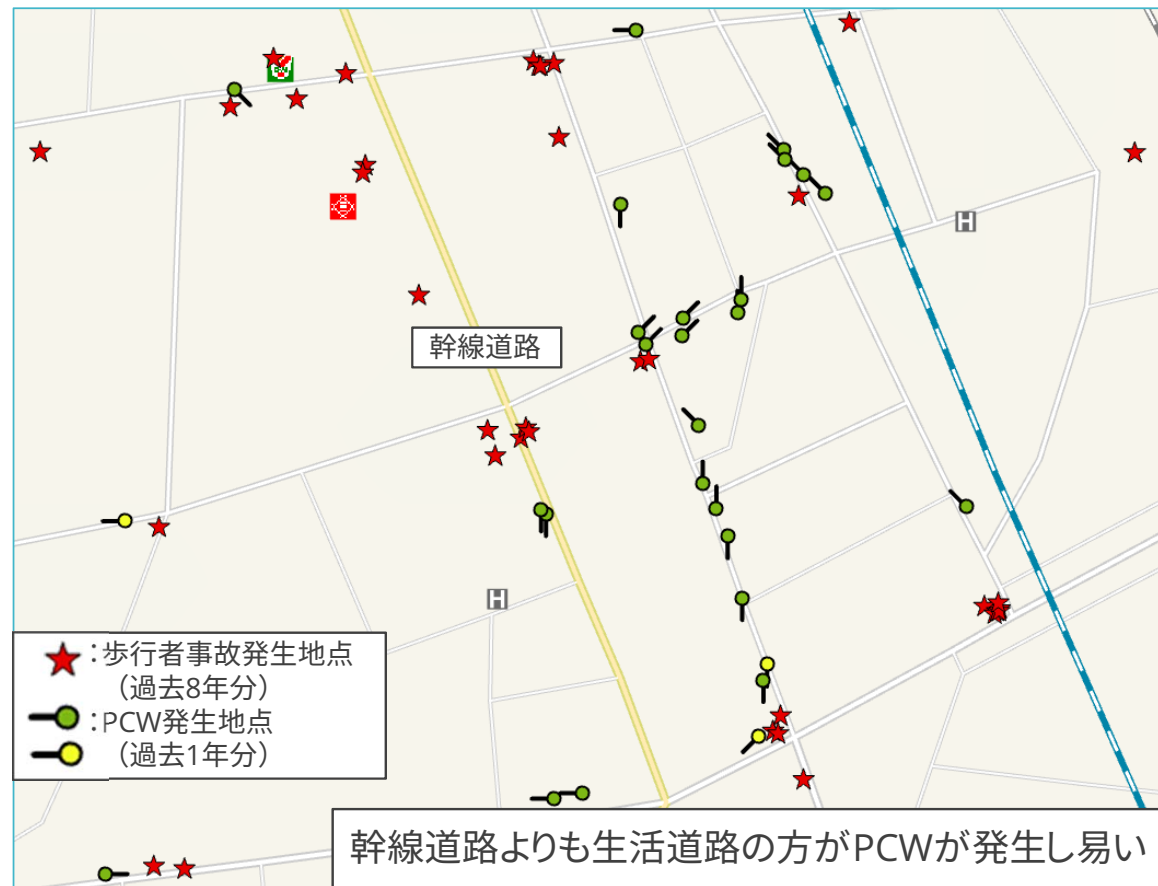 幹線道路
H
H
:歩行者事故発生地点
（過去8年分）
:PCW発生地点
（過去1年分）
幹線道路よりも生活道路の方がPCWが発生し易い